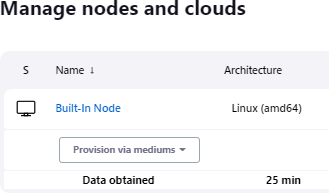 Manage nodes and clouds
S Name ↓ Architecture
Built-In Node Linux (amd64)
Provision via mediums
Data obtained 25 min